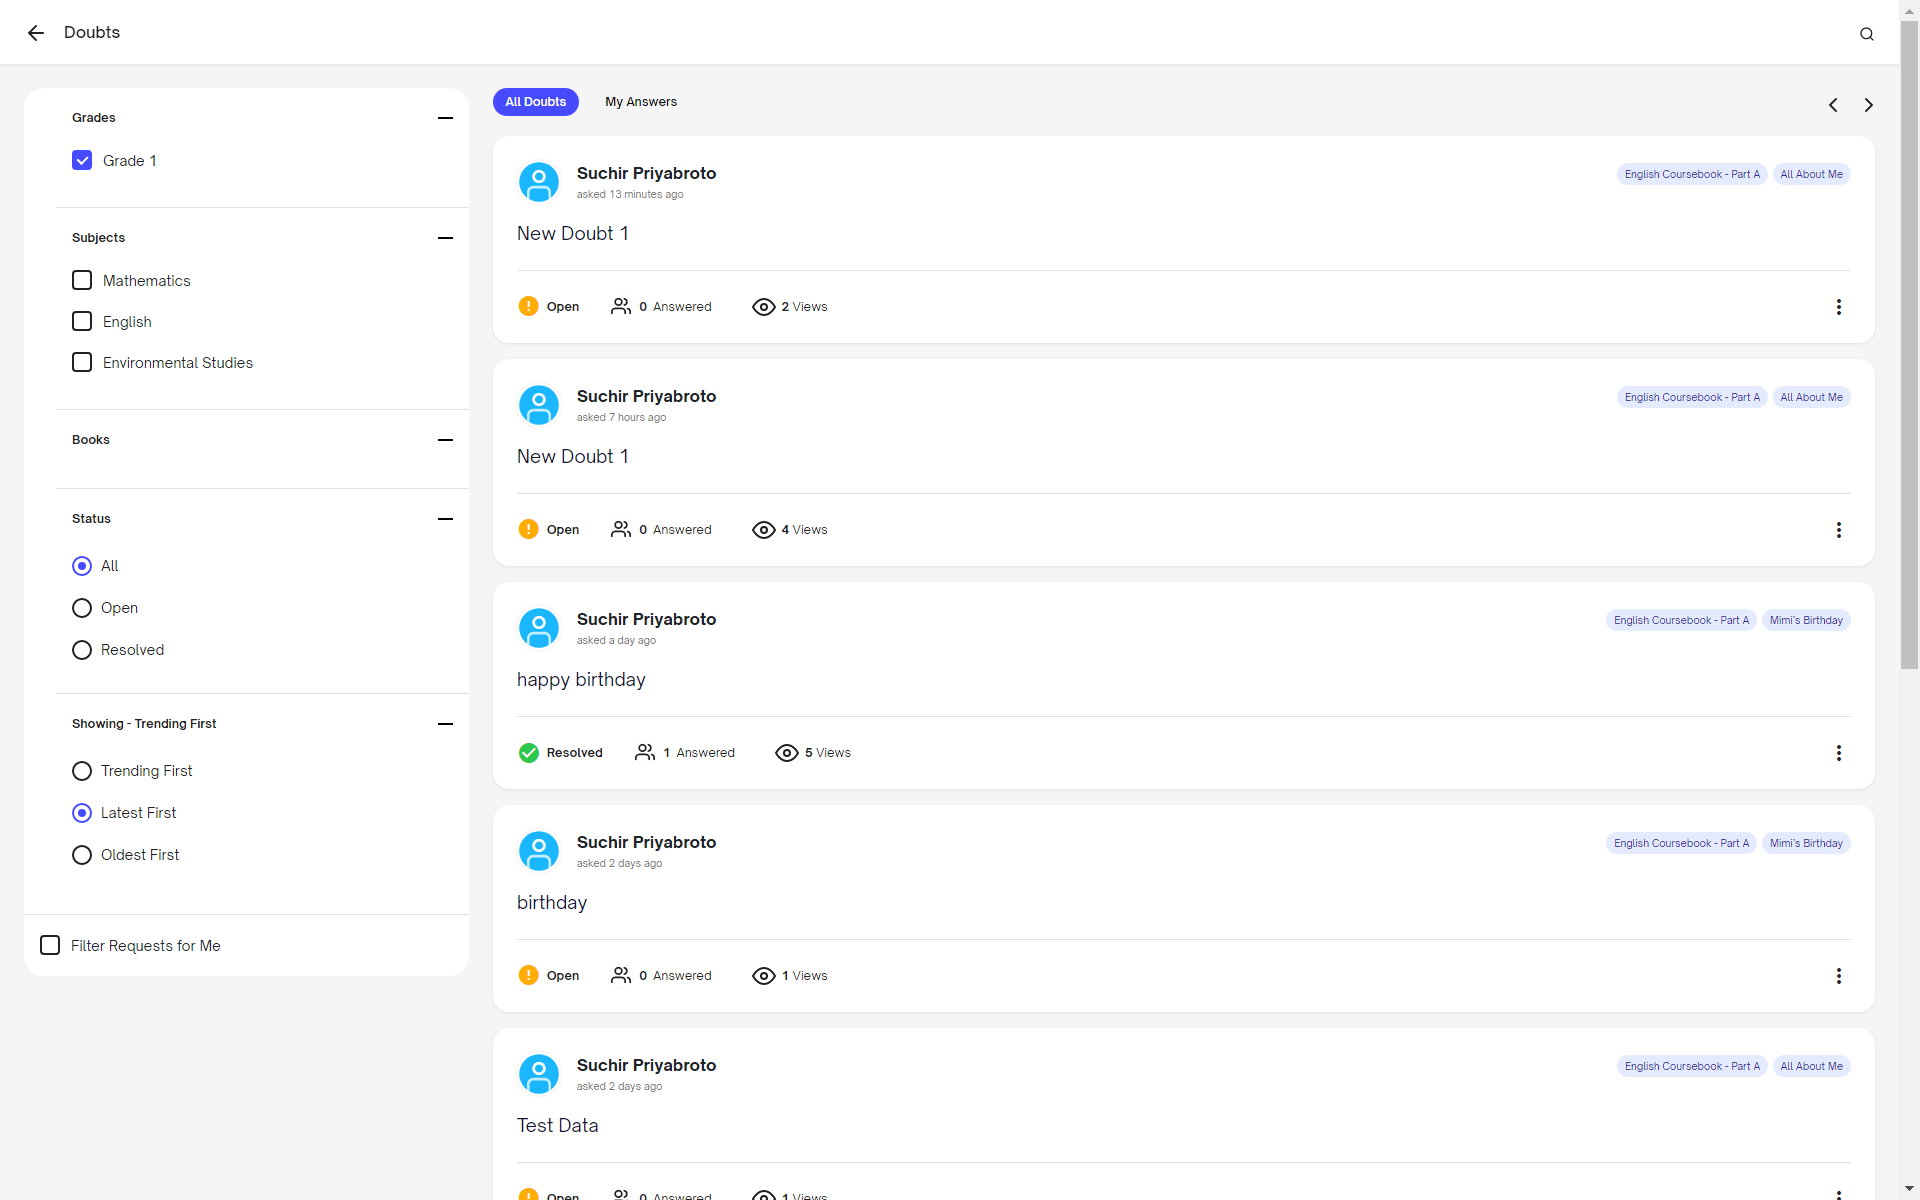 Doubts
Grades
Grade 1
Subjects
Mathematics
English
Environmental Studies
Books
Status
All
Open
Resolved
Showing - Trending First
Trending First
Latest First
Oldest First
Filter Requests for Me
All Doubts
My Answers
Suchir Priyabroto
asked 13 minutes ago
English Coursebook - Part A
All About Me
New Doubt 1
Open
0 Answered
2 Views
Suchir Priyabroto
asked 7 hours ago
English Coursebook - Part A
All About Me
New Doubt 1
Open
0 Answered
4 Views
Suchir Priyabroto
asked a day ago
English Coursebook - Part A
Mimi's Birthday
happy birthday
Resolved
1 Answered
5 Views
Suchir Priyabroto
asked 2 days ago
English Coursebook - Part A
Mimi's Birthday
birthday
Open
0 Answered
1 Views
Suchir Priyabroto
asked 2 days ago
English Coursebook - Part A
All About Me
Test Data
Open
0 Answered
1 Views